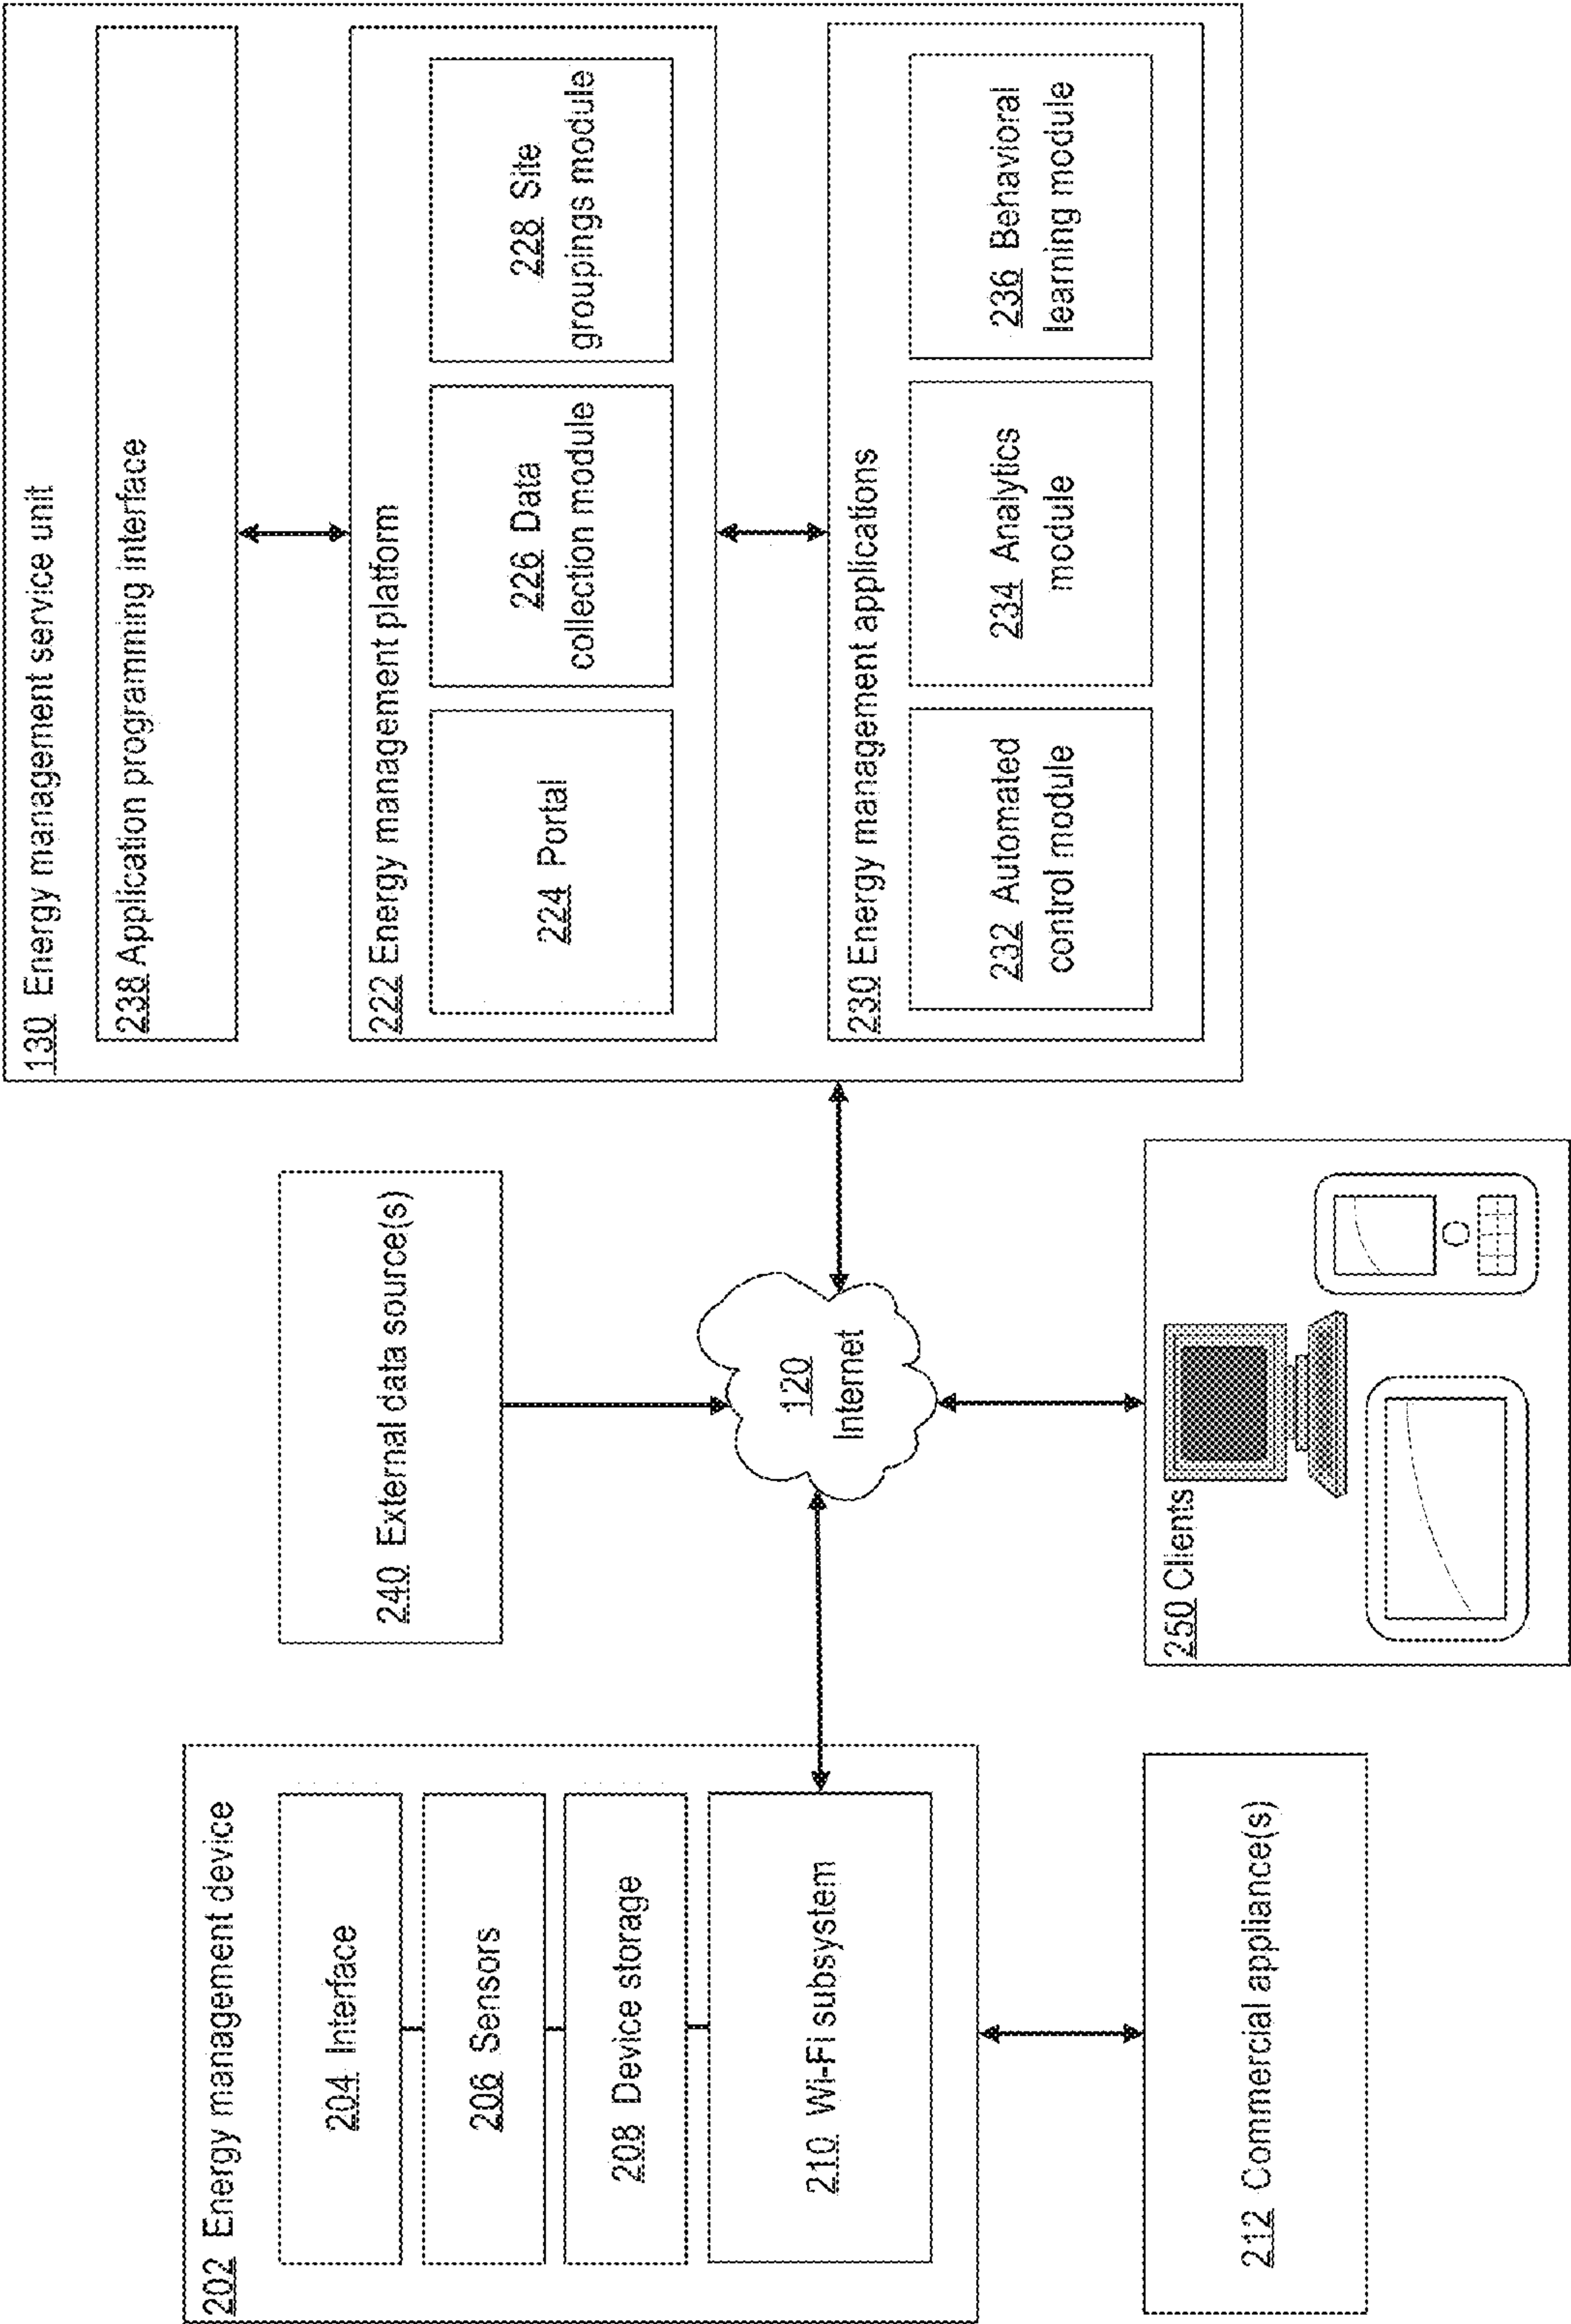 202 Energy management device
204 Interface
206 Sensors
208 Device storage
210 Wi-Fi subsystem
212 Commercial appliance(s)
240 External data source(s)
120
Internet
250 Clients
130 Energy management service unit
238 Application programming interface
222 Energy management platform
224 Portal
226 Data
collection module
228 Site
groupings module
230 Energy management applications
232 Automated
control module
234 Analytics
module
236 Behavioral
learning module